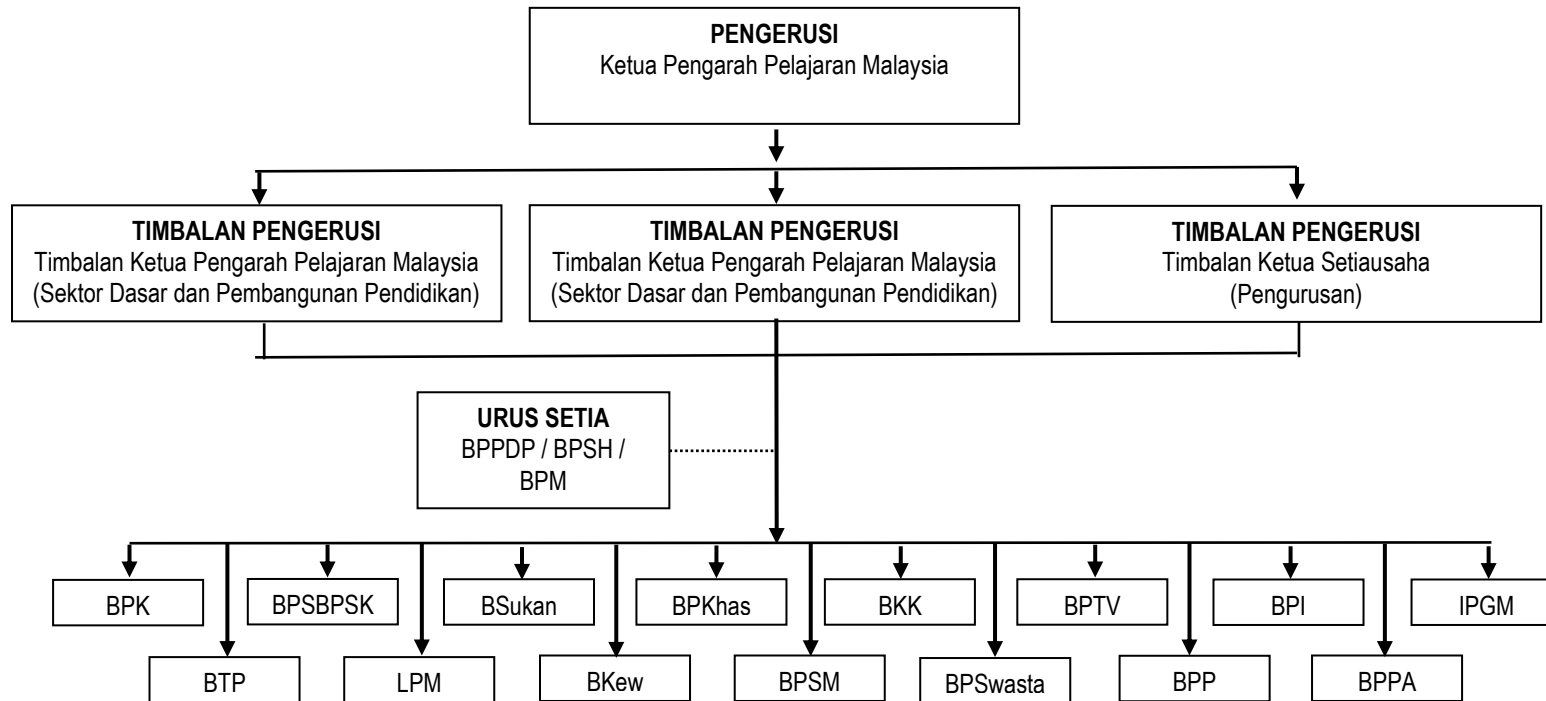 PENGERUSI
Ketua Pengarah Pelajaran Malaysia
TIMBALAN PENGERUSI
Timbalan Ketua Pengarah Pelajaran Malaysia
(Sektor Dasar dan Pembangunan Pendidikan)
TIMBALAN PENGERUSI
Timbalan Ketua Pengarah Pelajaran Malaysia
(Sektor Dasar dan Pembangunan Pendidikan)
TIMBALAN PENGERUSI
Timbalan Ketua Setiausaha
(Pengurusan)
URUS SETIA
BPPDP / BPSH /
BPM
BPK
BPSBPSK
BSukan
BPKhas
BKK
BPTV
BPI
IPGM
BTP
LPM
BKew
BPSM
BPSwasta
BPP
BPPA